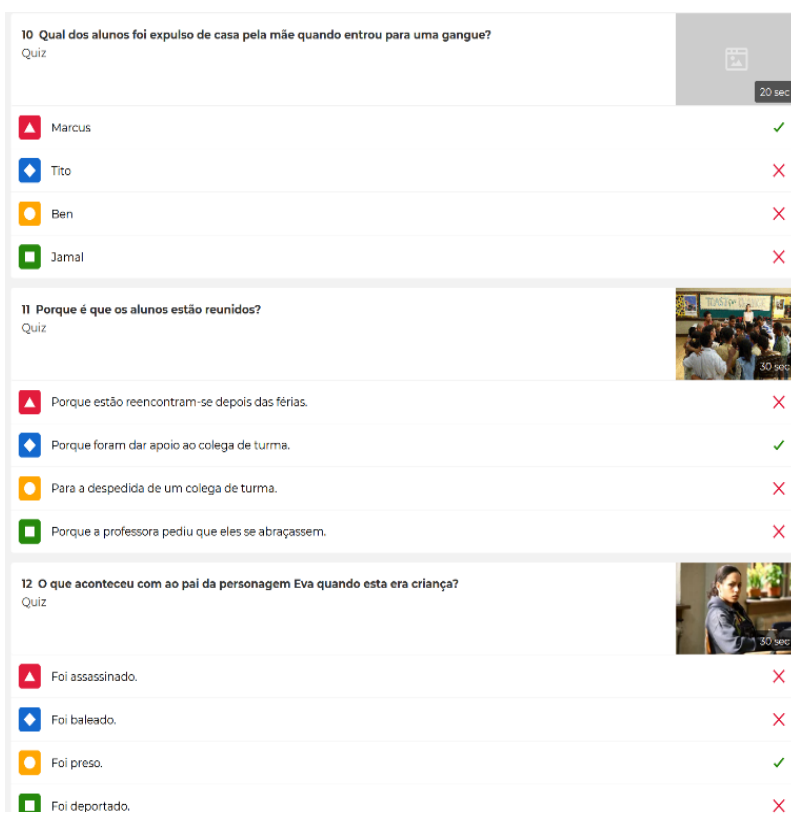 10 Qual dos alunos foi expulso de casa pela mãe quando entrou para uma gangue?
Quiz
20 sec
Marcus
Tito
Ben
Jamal
11 Porque é que os alunos estão reunidos?
Quiz
30 sec
Porque estão reencontram-se depois das férias.
Porque foram dar apoio ao colega de turma.
Para a despedida de um colega de turma.
Porque a professora pediu que eles se abraçassem.
12 O que aconteceu com ao pai da personagem Eva quando esta era criança?
Quiz
30 sec
Foi assassinado.
Foi baleado.
Foi preso.
Foi deportado.